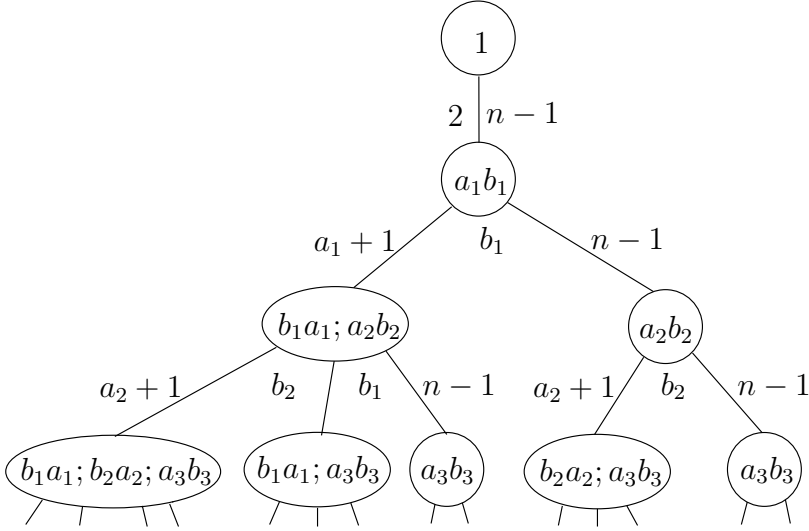 1
2 n − 1
a₁b₁
a₁ + 1 b₁ n − 1
b₁a₁; a₂b₂ a₂b₂
a₂ + 1 b₂ b₁ n − 1 a₂ + 1 b₂ n − 1
b₁a₁; b₂a₂; a₃b₃ b₁a₁; a₃b₃ a₃b₃ b₂a₂; a₃b₃ a₃b₃